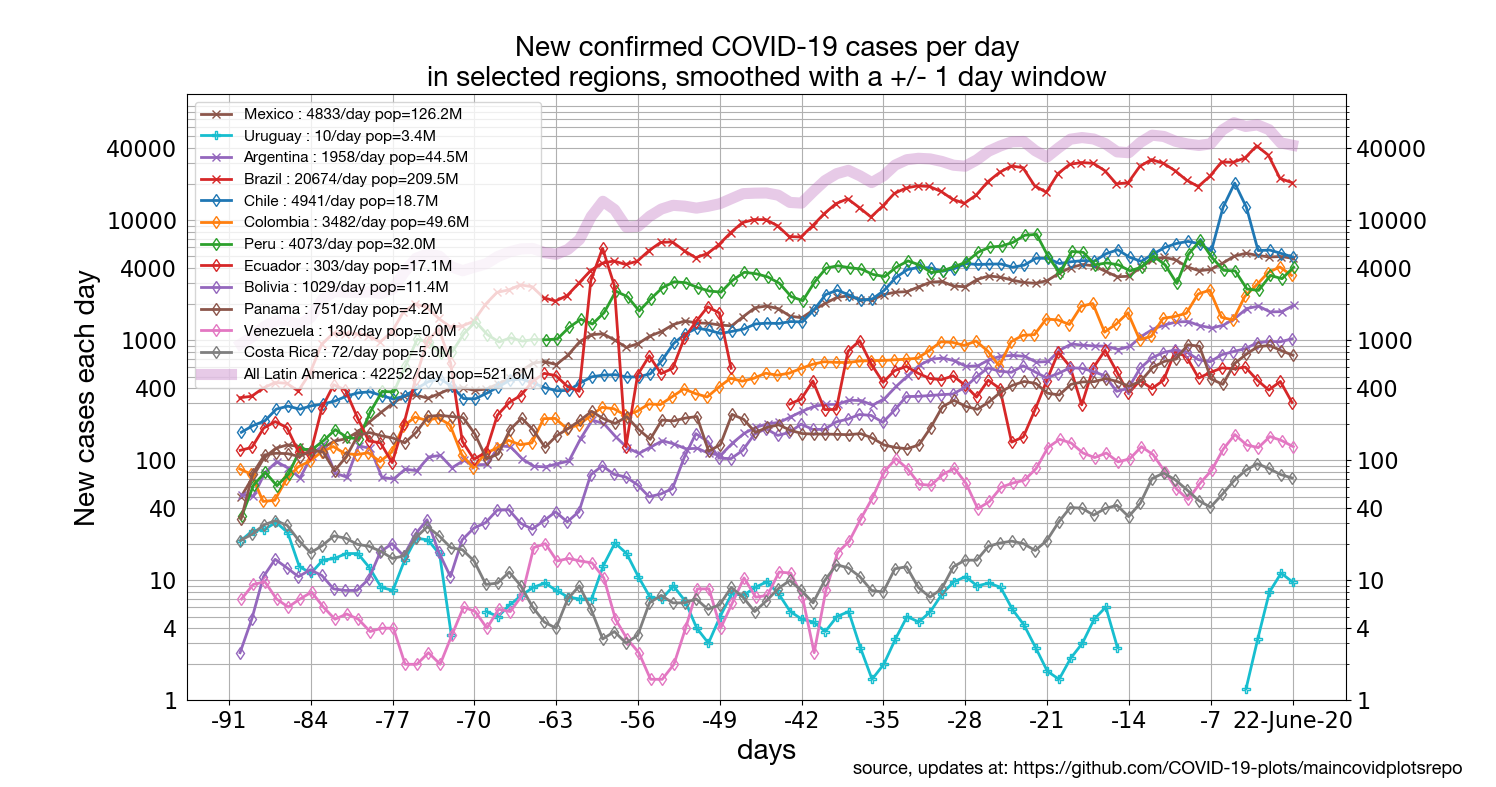 New confirmed COVID-19 cases per day
in selected regions, smoothed with a +/- 1 day window
New cases each day
40000
10000
4000
1000
400
100
40
10
4
1
Mexico : 4833/day pop=126.2M
Uruguay : 10/day pop=3.4M
Argentina : 1958/day pop=44.5M
Brazil : 20674/day pop=209.5M
Chile : 4941/day pop=18.7M
Colombia : 3482/day pop=49.6M
Peru : 4073/day pop=32.0M
Ecuador : 303/day pop=17.1M
Bolivia : 1029/day pop=11.4M
Panama : 751/day pop=4.2M
Venezuela : 130/day pop=0.0M
Costa Rica : 72/day pop=5.0M
All Latin America : 42252/day pop=521.6M
40000
10000
4000
1000
400
100
40
10
4
1
-91 -84 -77 -70 -63 -56 -49 -42 -35 -28 -21 -14 -7 22-June-20
days
source, updates at: https://github.com/COVID-19-plots/maincovidplotsrepo